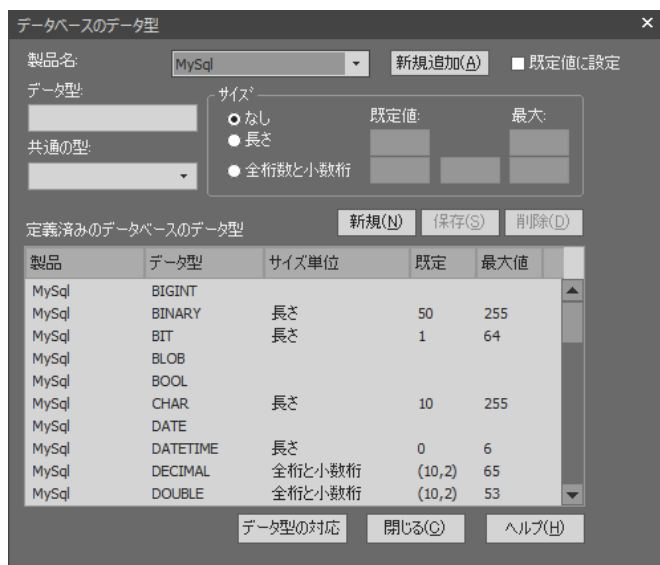 データベースのデータ型
製品名:
MySql
新規追加(A)
既定値に設定
データ型:
サイズ
なし
既定値:
最大:
長さ
共通の型:
全桁数と小数桁
定義済みのデータベースのデータ型
新規(N)
保存(S)
削除(D)
製品 データ型 サイズ単位 既定 最大値
MySql BIGINT
MySql BINARY 長さ 50 255
MySql BIT 長さ 1 64
MySql BLOB
MySql BOOL
MySql CHAR 長さ 10 255
MySql DATE
MySql DATETIME 長さ 0 6
MySql DECIMAL 全桁と小数桁 (10,2) 65
MySql DOUBLE 全桁と小数桁 (10,2) 53
データ型の対応
閉じる(C)
ヘルプ(H)